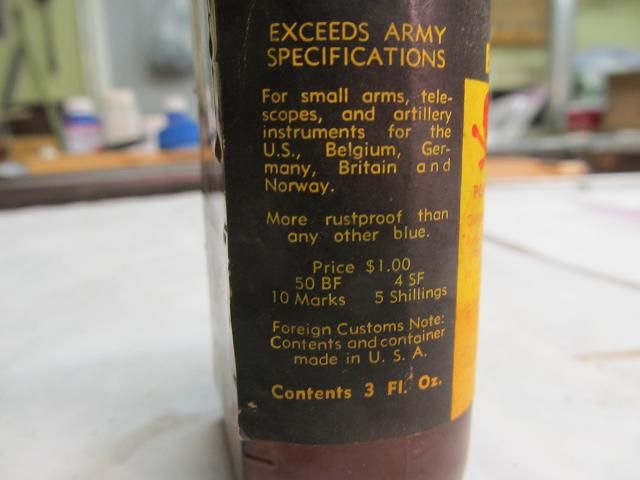 EXCEEDS ARMY
SPECIFICATIONS
For small arms, tele-
scopes, and artillery
instruments for the
U.S., Belgium, Ger-
many, Britain and
Norway.
More rustproof than
any other blue.
Price $1.00
50 BF 4 SF
10 Marks 5 Shillings
Foreign Customs Note:
Contents and container
made in U. S. A.
Contents 3 Fl. Oz.